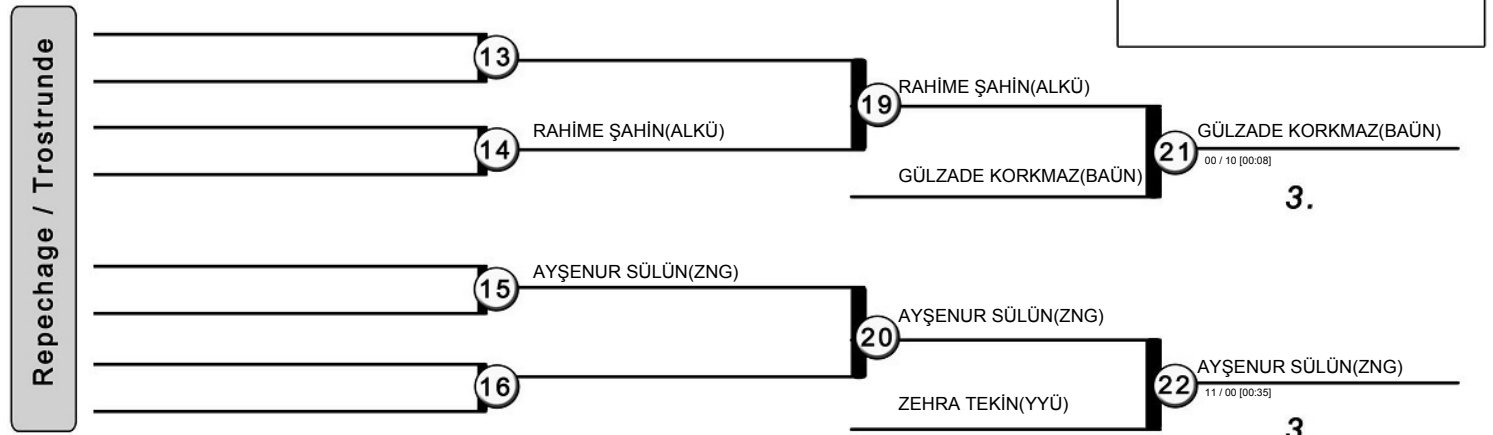 Repechage / Trostrunde
13
14
RAHİME ŞAHİN(ALKÜ)
19
RAHİME ŞAHİN(ALKÜ)
GÜLZADE KORKMAZ(BAÜN)
21
GÜLZADE KORKMAZ(BAÜN)
00 / 10 [00:08]
3.
15
AYŞENUR SÜLÜN(ZNG)
16
20
AYŞENUR SÜLÜN(ZNG)
ZEHRA TEKİN(YYÜ)
22
AYŞENUR SÜLÜN(ZNG)
11 / 00 [00:35]
3